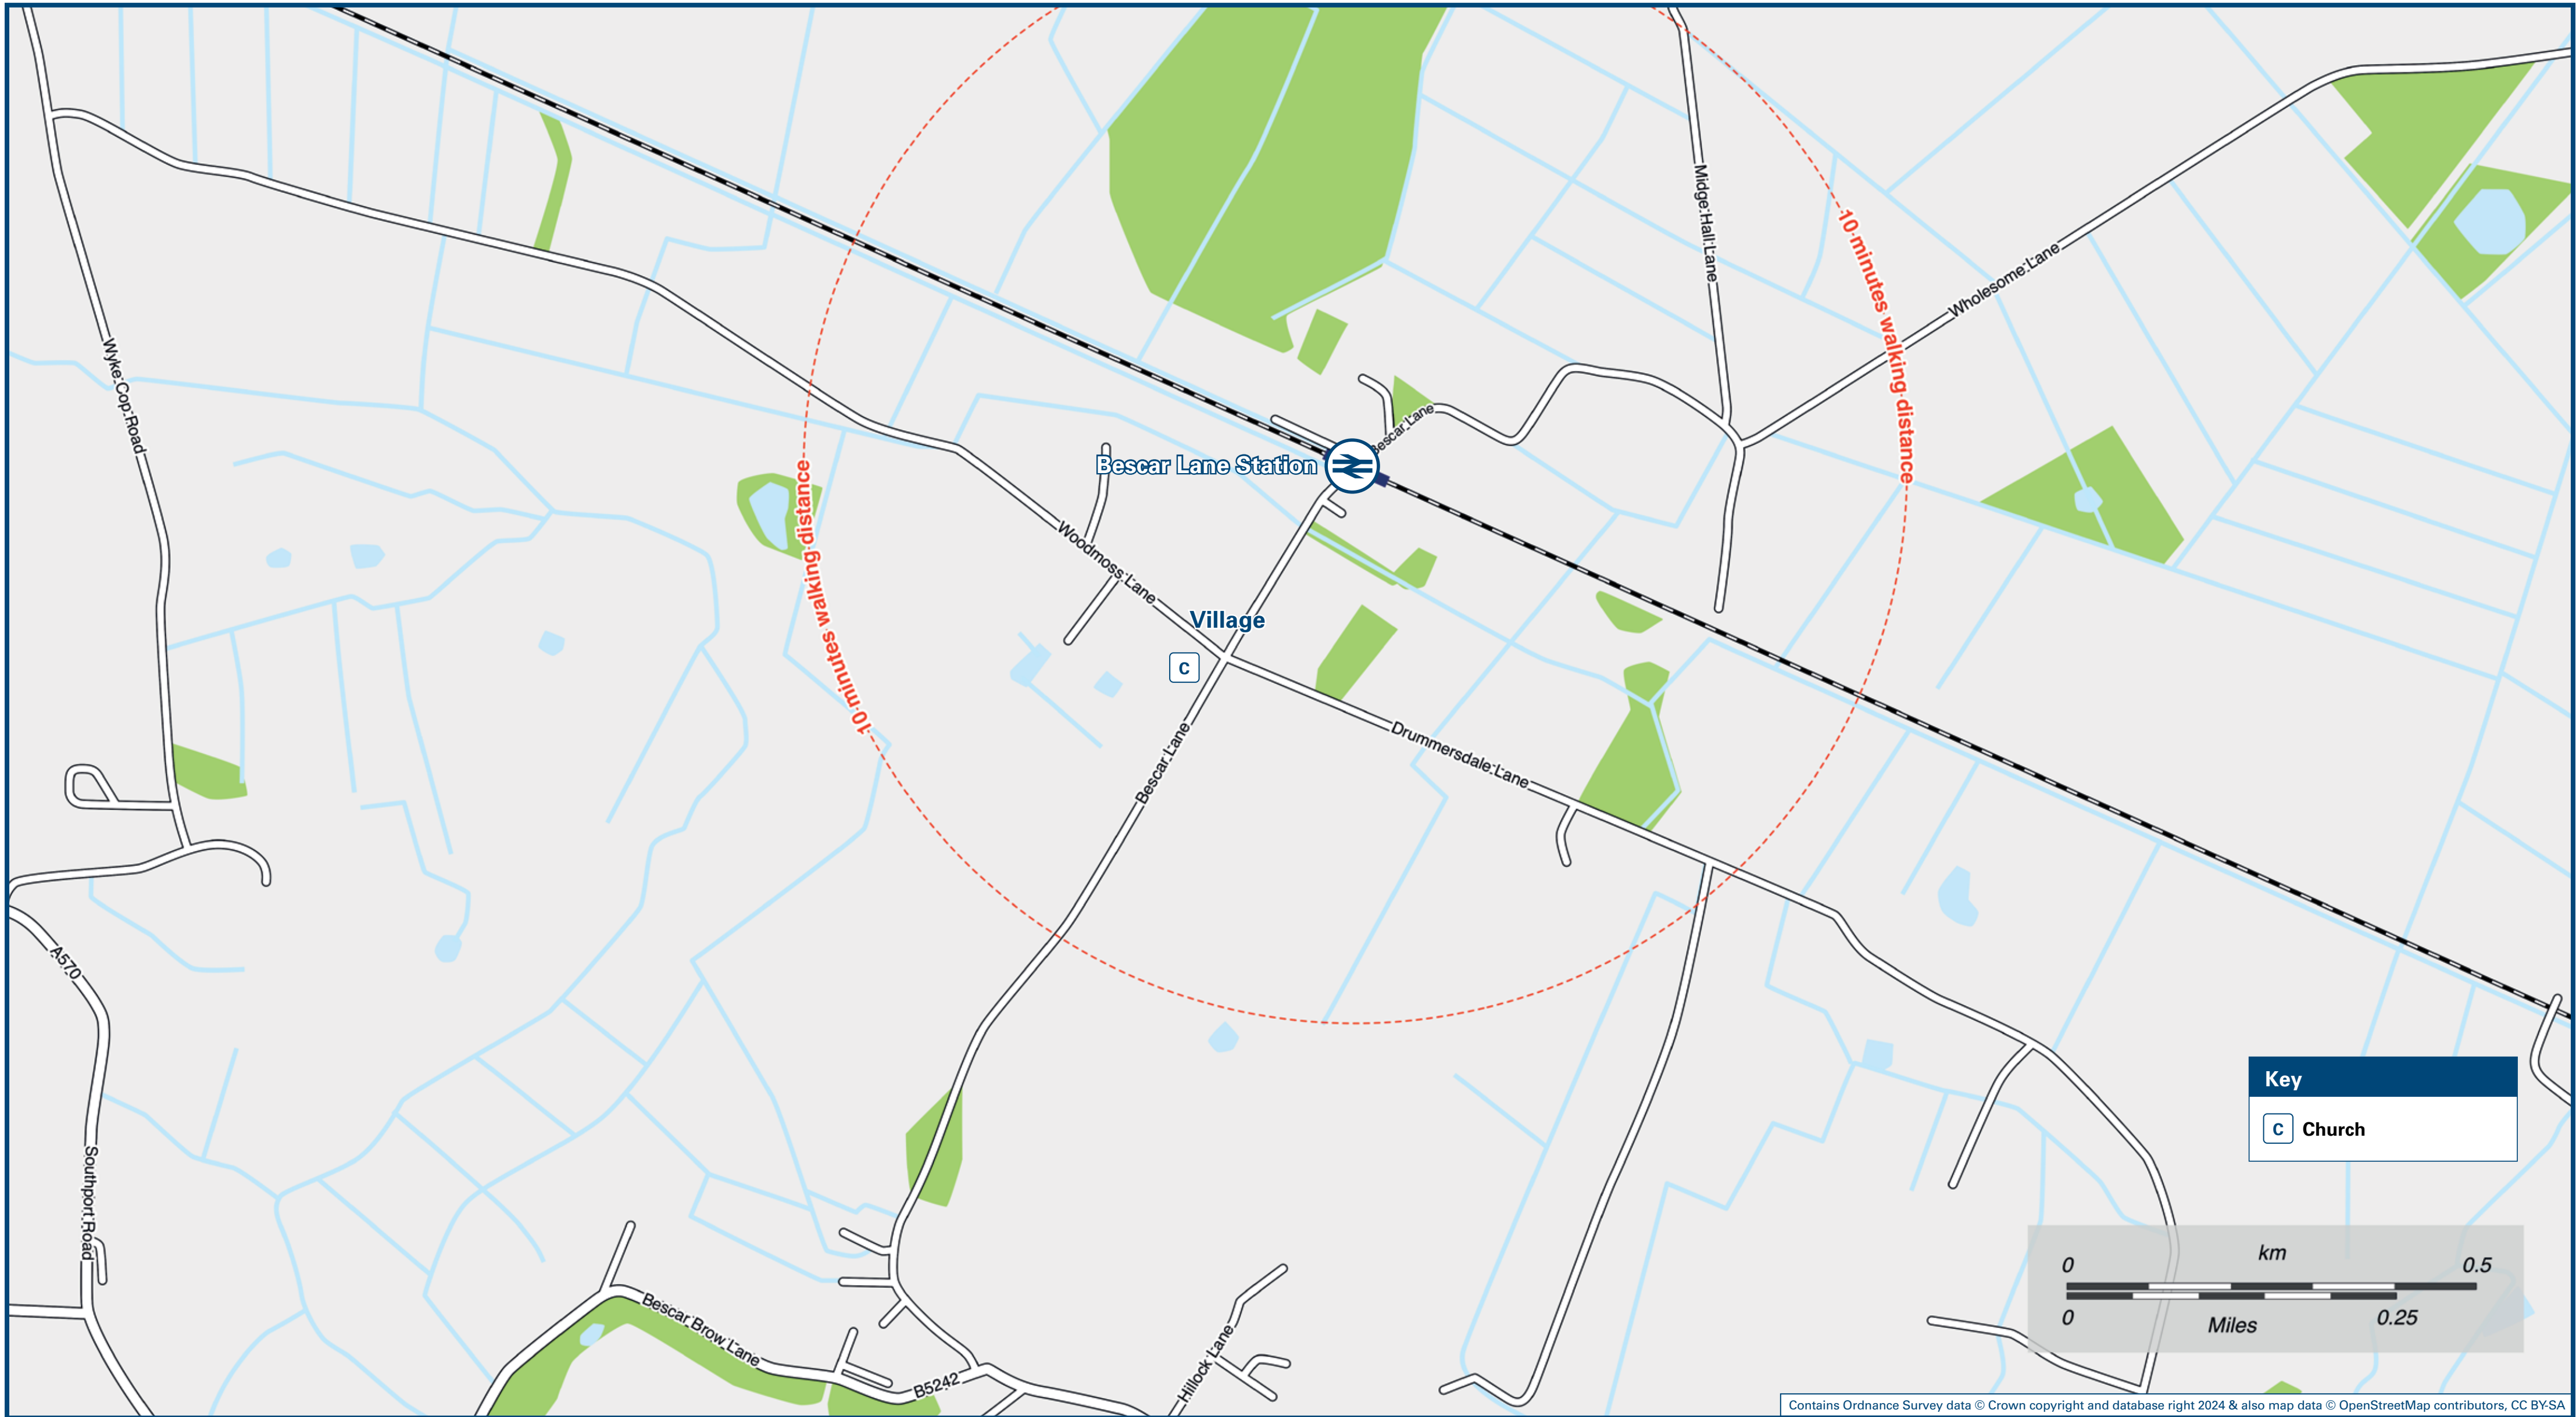 Midge Hall Lane
10 minutes walking distance
Wholesome Lane
Wyke Cop Road
Bescar Lane
Bescar Lane Station
10 minutes walking distance
Woodmoss Lane
Village
C
Drummersdale Lane
Bescar Lane
A570
Southport Road
Bescar Brow Lane
B5242
Hillock Lane
Key
C Church
km
0 0.5
0 0.25
Miles
Contains Ordnance Survey data © Crown copyright and database right 2024 & also map data © OpenStreetMap contributors, CC BY-SA